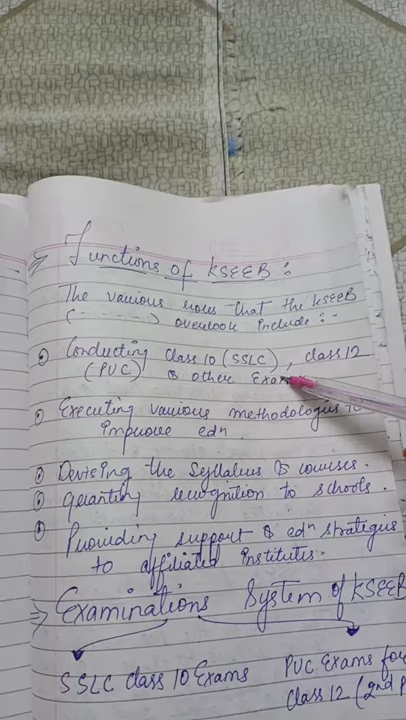 ⇒ Functions of KSEEB :
The various roles that the KSEEB
(- - - - - -) overlook include :-
Conducting class 10 (SSLC), class 12
(PUC) & other Exams
Executing various methodologies to
improve edn.
Devising the Syllabus & courses.
Granting recognition to schools.
Providing support & edn strategies
to affiliated institutes.
⇒ Examinations System of KSEEB
SSLC class 10 Exams PUC Exams for
class 12 (2nd P